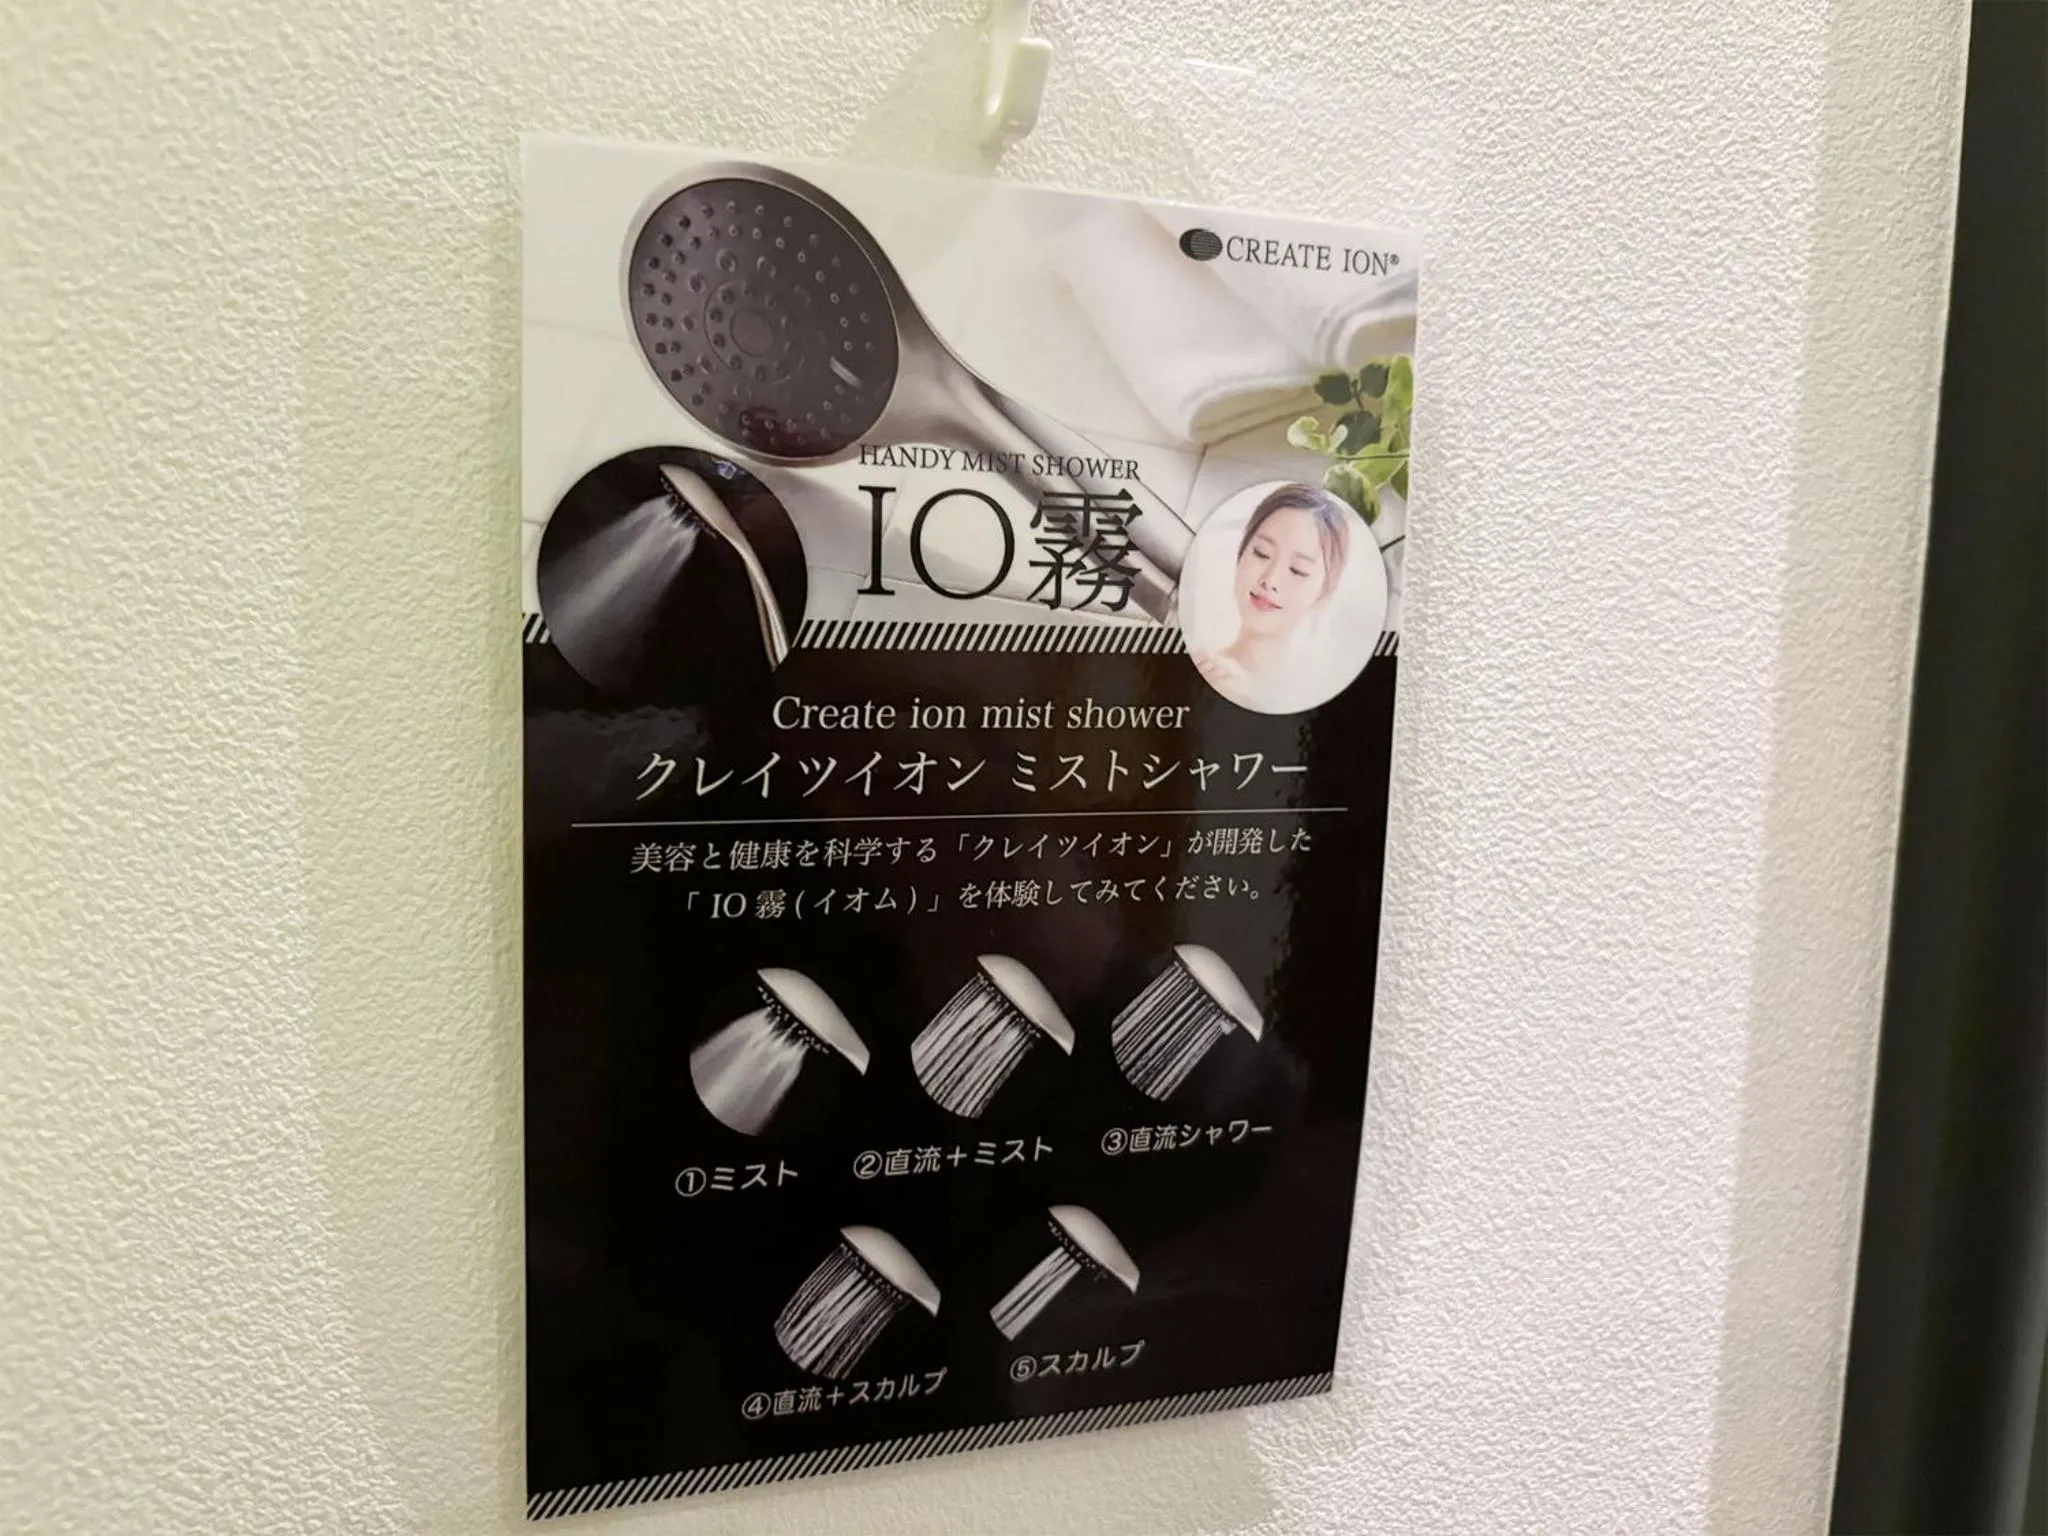 CREATE ION®
HANDY MIST SHOWER
IO霧
Create ion mist shower
クレイツイオン ミストシャワー
美容と健康を科学する「クレイツイオン」が開発した
「 IO 霧 ( イオム ) 」を体験してみてください。
①ミスト
②直流＋ミスト
③直流シャワー
④直流＋スカルプ
⑤スカルプ